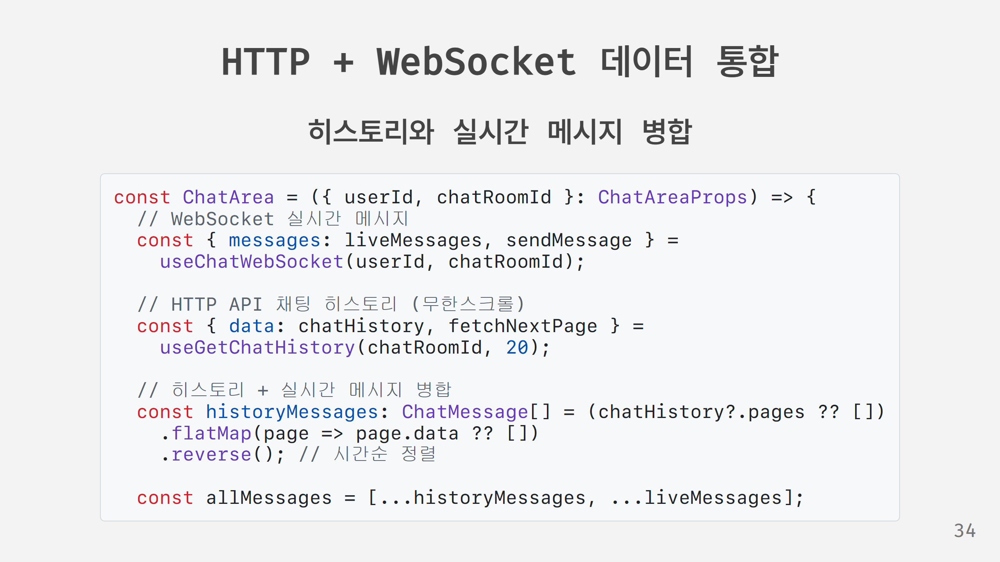 HTTP + WebSocket 데이터 통합
히스토리와 실시간 메시지 병합
const ChatArea = ({ userId, chatRoomId }: ChatAreaProps) => {
  // WebSocket 실시간 메시지
  const { messages: liveMessages, sendMessage } =
    useChatWebSocket(userId, chatRoomId);

  // HTTP API 채팅 히스토리 (무한스크롤)
  const { data: chatHistory, fetchNextPage } =
    useGetChatHistory(chatRoomId, 20);

  // 히스토리 + 실시간 메시지 병합
  const historyMessages: ChatMessage[] = (chatHistory?.pages ?? [])
    .flatMap(page => page.data ?? [])
    .reverse(); // 시간순 정렬

  const allMessages = [...historyMessages, ...liveMessages];
34